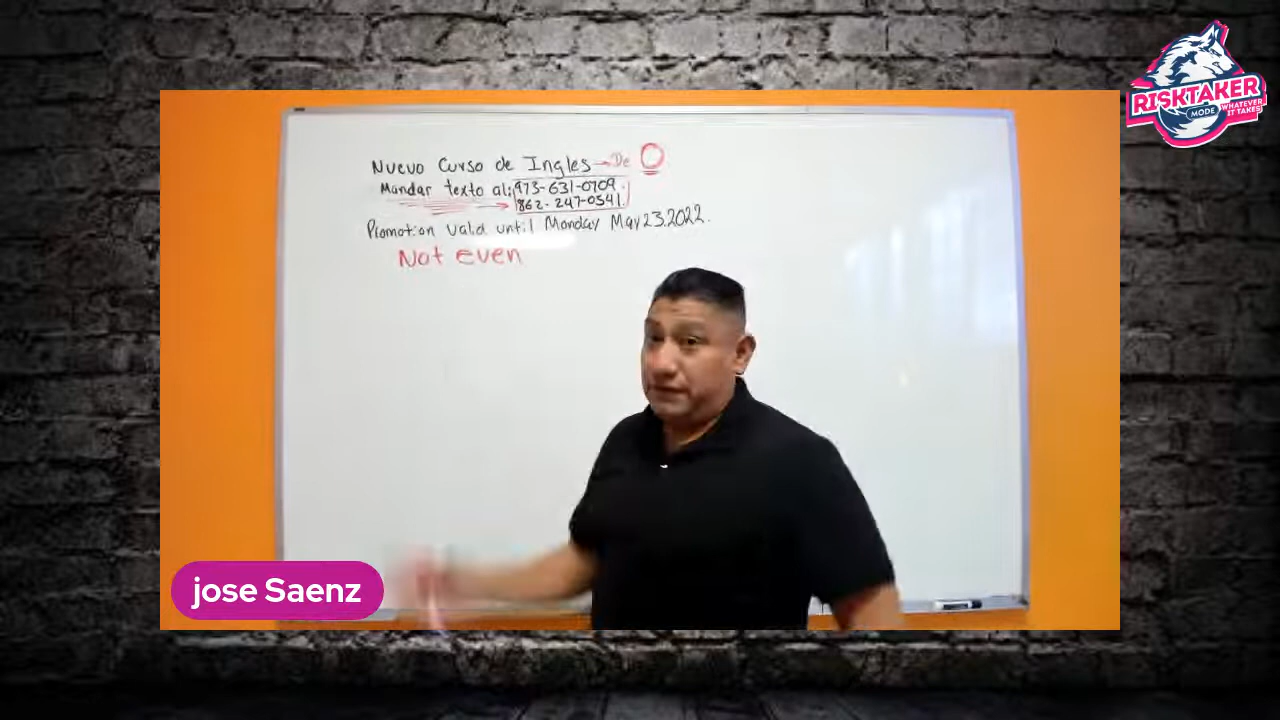 Nuevo Curso de Ingles → De 0
Mandar texto al: 973-631-0709
862-247-0541
Promotion valid until Monday May 23. 2022.
Not even
jose Saenz
RISKTAKER
MODE
WHATEVER
IT TAKES